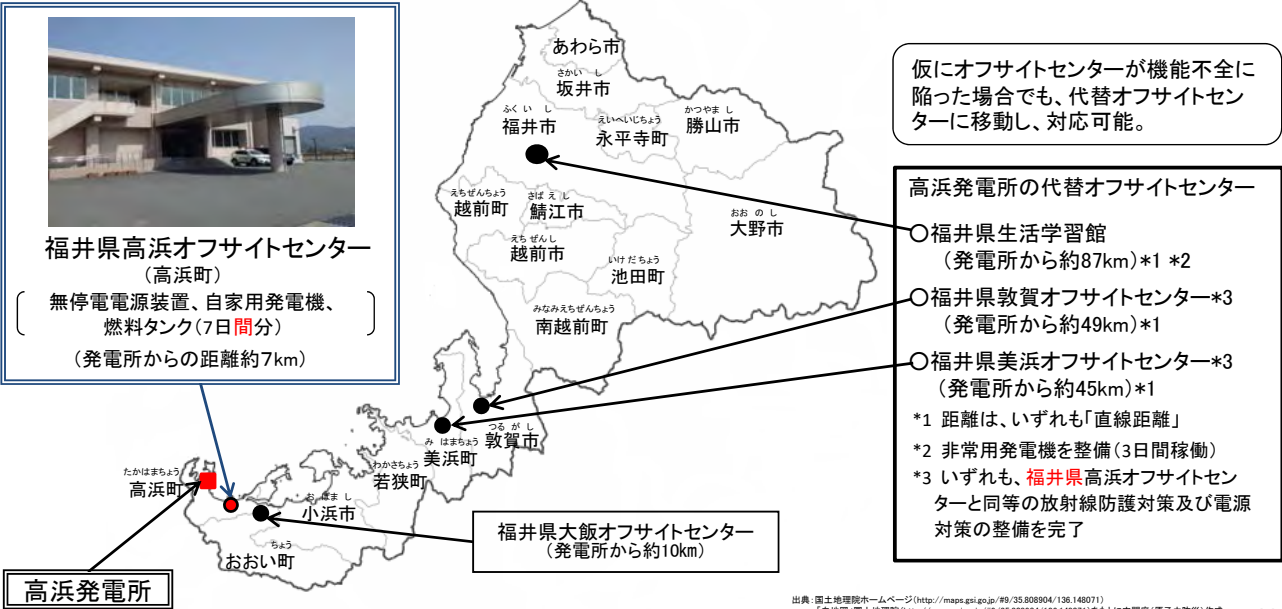 福井県高浜オフサイトセンター
(高浜町)
無停電電源装置、自家用発電機、
燃料タンク(7日間分)
(発電所からの距離約7km)
あわら市
さかい し
坂井市
ふく い し
福井市
えいへいじちょう
永平寺町
かつやま し
勝山市
えちぜんちょう
越前町
さば え し
鯖江市
おお の し
大野市
えち ぜん し
越前市
いけ だ ちょう
池田町
みなみえちぜんちょう
南越前町
つる が し
敦賀市
み はまちょう
美浜町
わかさちょう
若狭町
たかはまちょう
高浜町
お ばま し
小浜市
ちょう
おおい町
高浜発電所
福井県大飯オフサイトセンター
(発電所から約10km)
仮にオフサイトセンターが機能不全に
陥った場合でも、代替オフサイトセン
ターに移動し、対応可能。
高浜発電所の代替オフサイトセンター
○福井県生活学習館
(発電所から約87km)*1 *2
○福井県敦賀オフサイトセンター*3
(発電所から約49km)*1
○福井県美浜オフサイトセンター*3
(発電所から約45km)*1
*1 距離は、いずれも「直線距離」
*2 非常用発電機を整備(3日間稼働)
*3 いずれも、福井県高浜オフサイトセン
ターと同等の放射線防護対策及び電源
対策の整備を完了
出典:国土地理院ホームページ(http://maps.gsi.go.jp/#9/35.808904/136.148071)